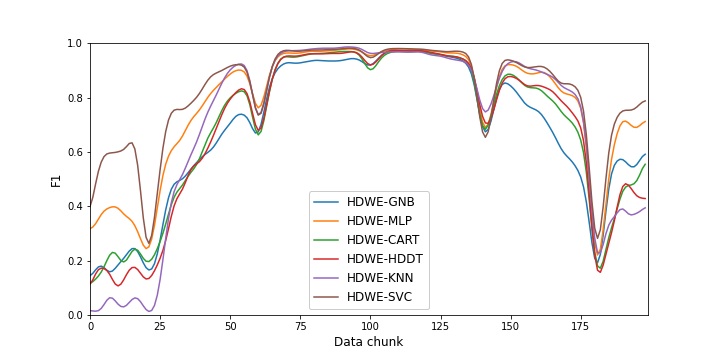 1.0
0.8
0.6
0.4
0.2
0.0
F1
HDWE-GNB
HDWE-MLP
HDWE-CART
HDWE-HDDT
HDWE-KNN
HDWE-SVC
0 25 50 75 100 125 150 175
Data chunk